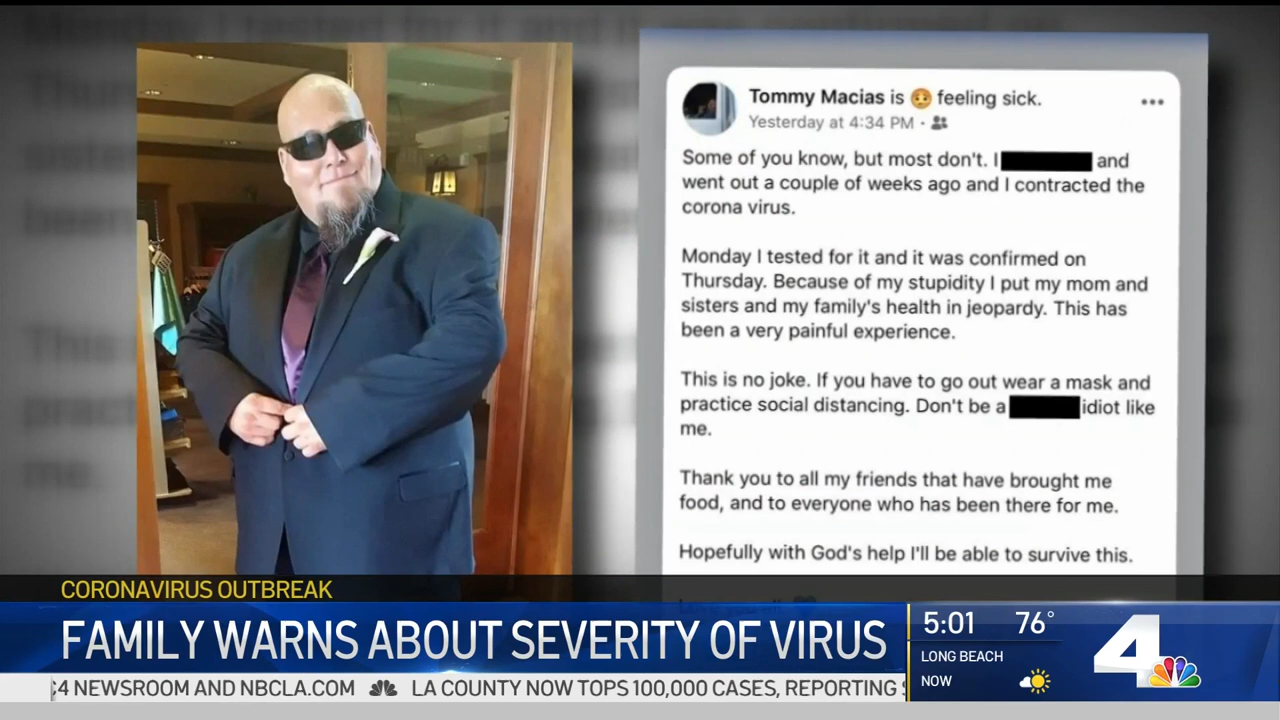 Tommy Macias is 🤒 feeling sick.
Yesterday at 4:34 PM ·
Some of you know, but most don't. I and
went out a couple of weeks ago and I contracted the
corona virus.
Monday I tested for it and it was confirmed on
Thursday. Because of my stupidity I put my mom and
sisters and my family's health in jeopardy. This has
been a very painful experience.
This is no joke. If you have to go out wear a mask and
practice social distancing. Don't be a idiot like
me.
Thank you to all my friends that have brought me
food, and to everyone who has been there for me.
Hopefully with God's help I'll be able to survive this.
CORONAVIRUS OUTBREAK
FAMILY WARNS ABOUT SEVERITY OF VIRUS
5:01 76°
LONG BEACH
NOW
4
4 NEWSROOM AND NBCLA.COM LA COUNTY NOW TOPS 100,000 CASES, REPORTING